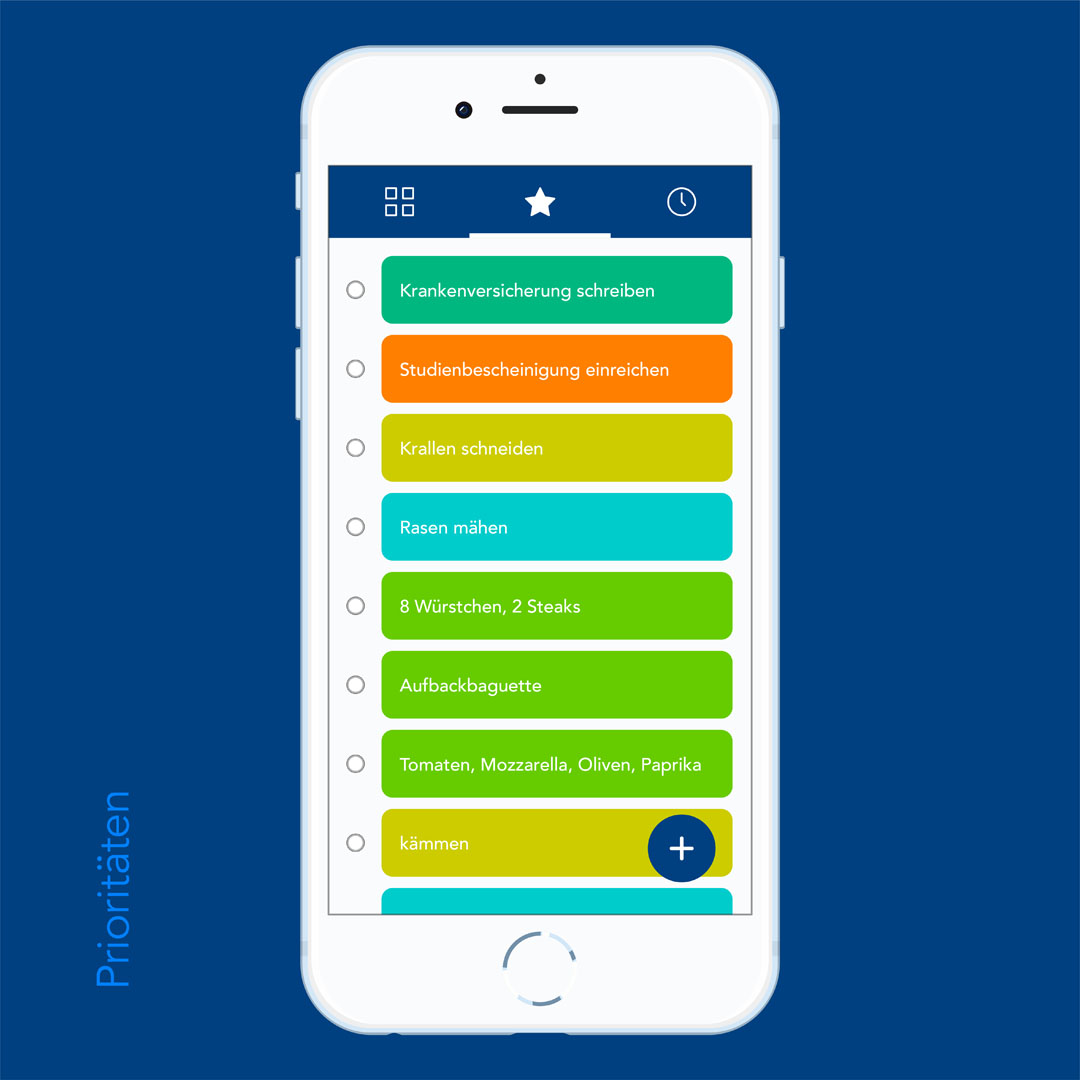 Krankenversicherung schreiben
Studienbescheinigung einreichen
Krallen schneiden
Rasen mähen
8 Würstchen, 2 Steaks
Aufbackbaguette
Tomaten, Mozzarella, Oliven, Paprika
kämmen
Prioritäten